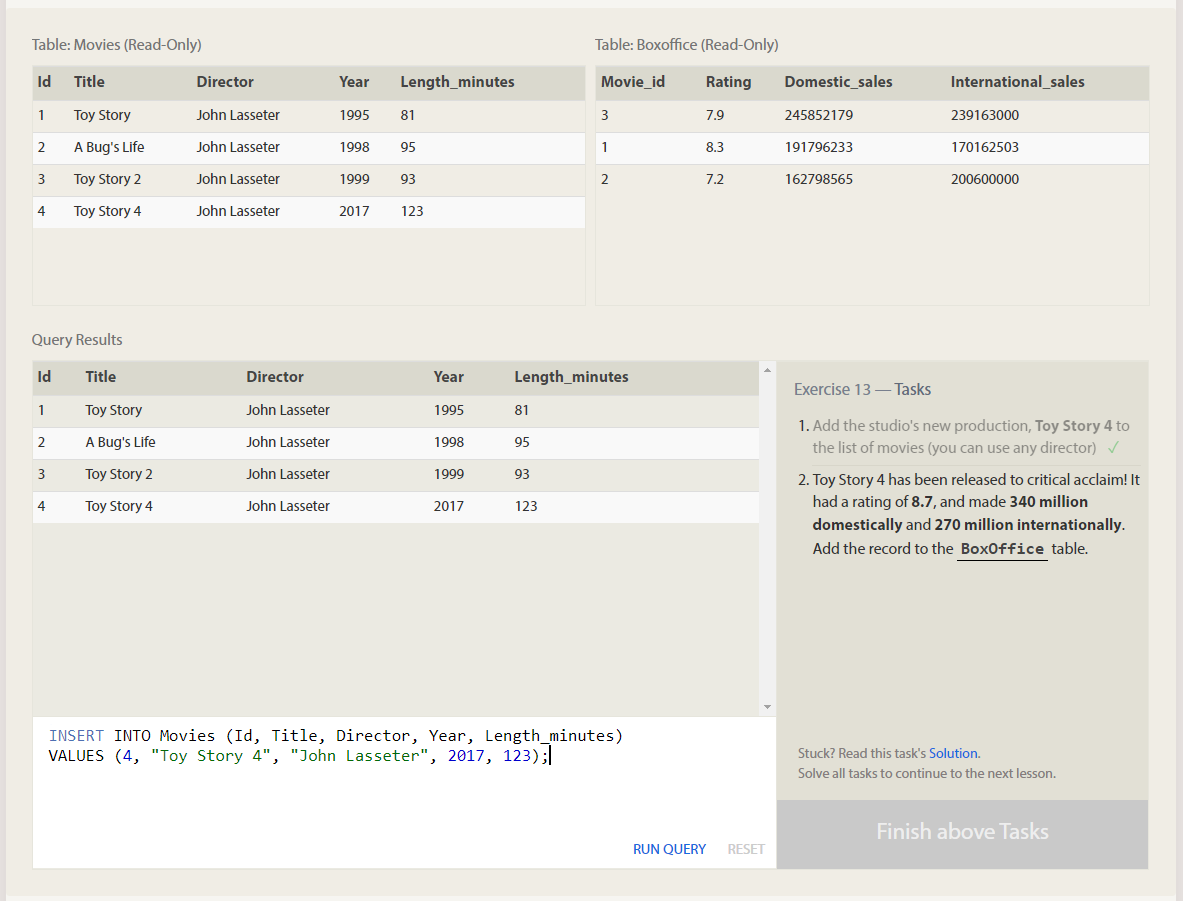 Table: Movies (Read-Only)
Id Title Director Year Length_minutes
1 Toy Story John Lasseter 1995 81
2 A Bug's Life John Lasseter 1998 95
3 Toy Story 2 John Lasseter 1999 93
4 Toy Story 4 John Lasseter 2017 123
Table: Boxoffice (Read-Only)
Movie_id Rating Domestic_sales International_sales
3 7.9 245852179 239163000
1 8.3 191796233 170162503
2 7.2 162798565 200600000
Query Results
Id Title Director Year Length_minutes
1 Toy Story John Lasseter 1995 81
2 A Bug's Life John Lasseter 1998 95
3 Toy Story 2 John Lasseter 1999 93
4 Toy Story 4 John Lasseter 2017 123
INSERT INTO Movies (Id, Title, Director, Year, Length_minutes)
VALUES (4, "Toy Story 4", "John Lasseter", 2017, 123);
RUN QUERY RESET
Exercise 13 — Tasks
1. Add the studio's new production, Toy Story 4 to
the list of movies (you can use any director) ✓
2. Toy Story 4 has been released to critical acclaim! It
had a rating of 8.7, and made 340 million
domestically and 270 million internationally.
Add the record to the BoxOffice table.
Stuck? Read this task's Solution.
Solve all tasks to continue to the next lesson.
Finish above Tasks